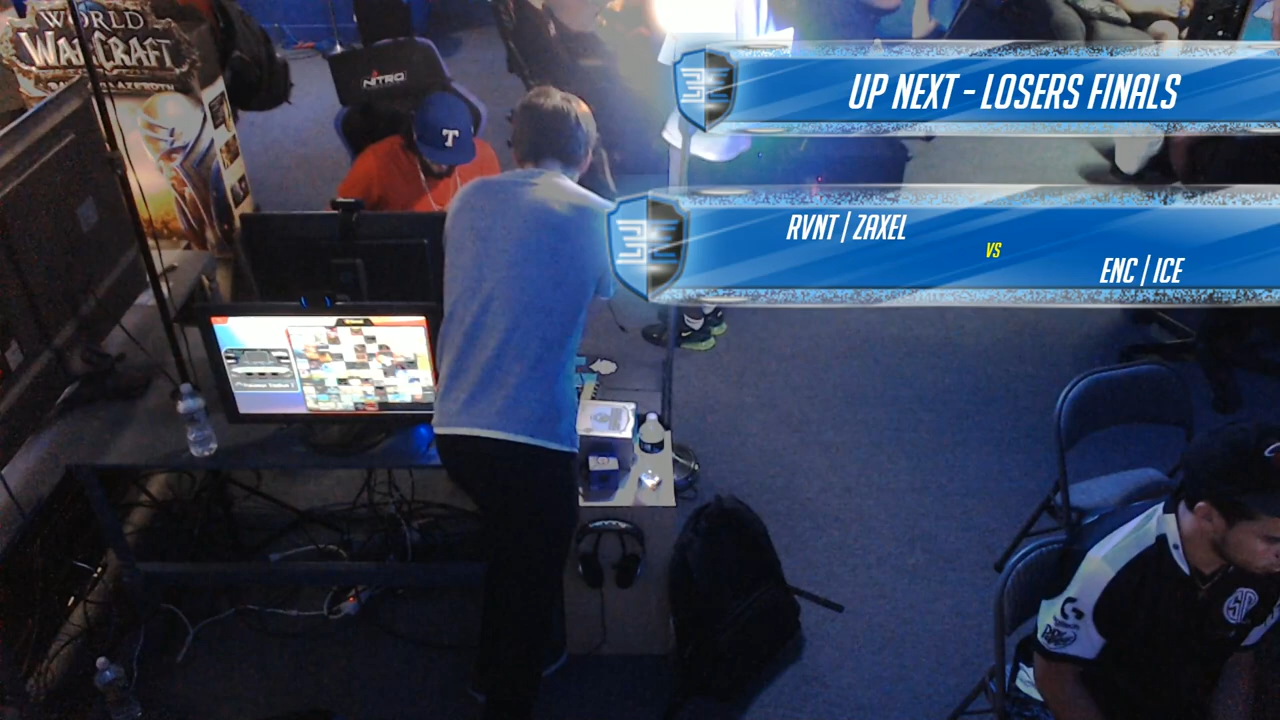 WORLD
WARCRAFT
NITRO
T
UP NEXT - LOSERS FINALS
RVNT | ZAXEL
VS
ENC | ICE